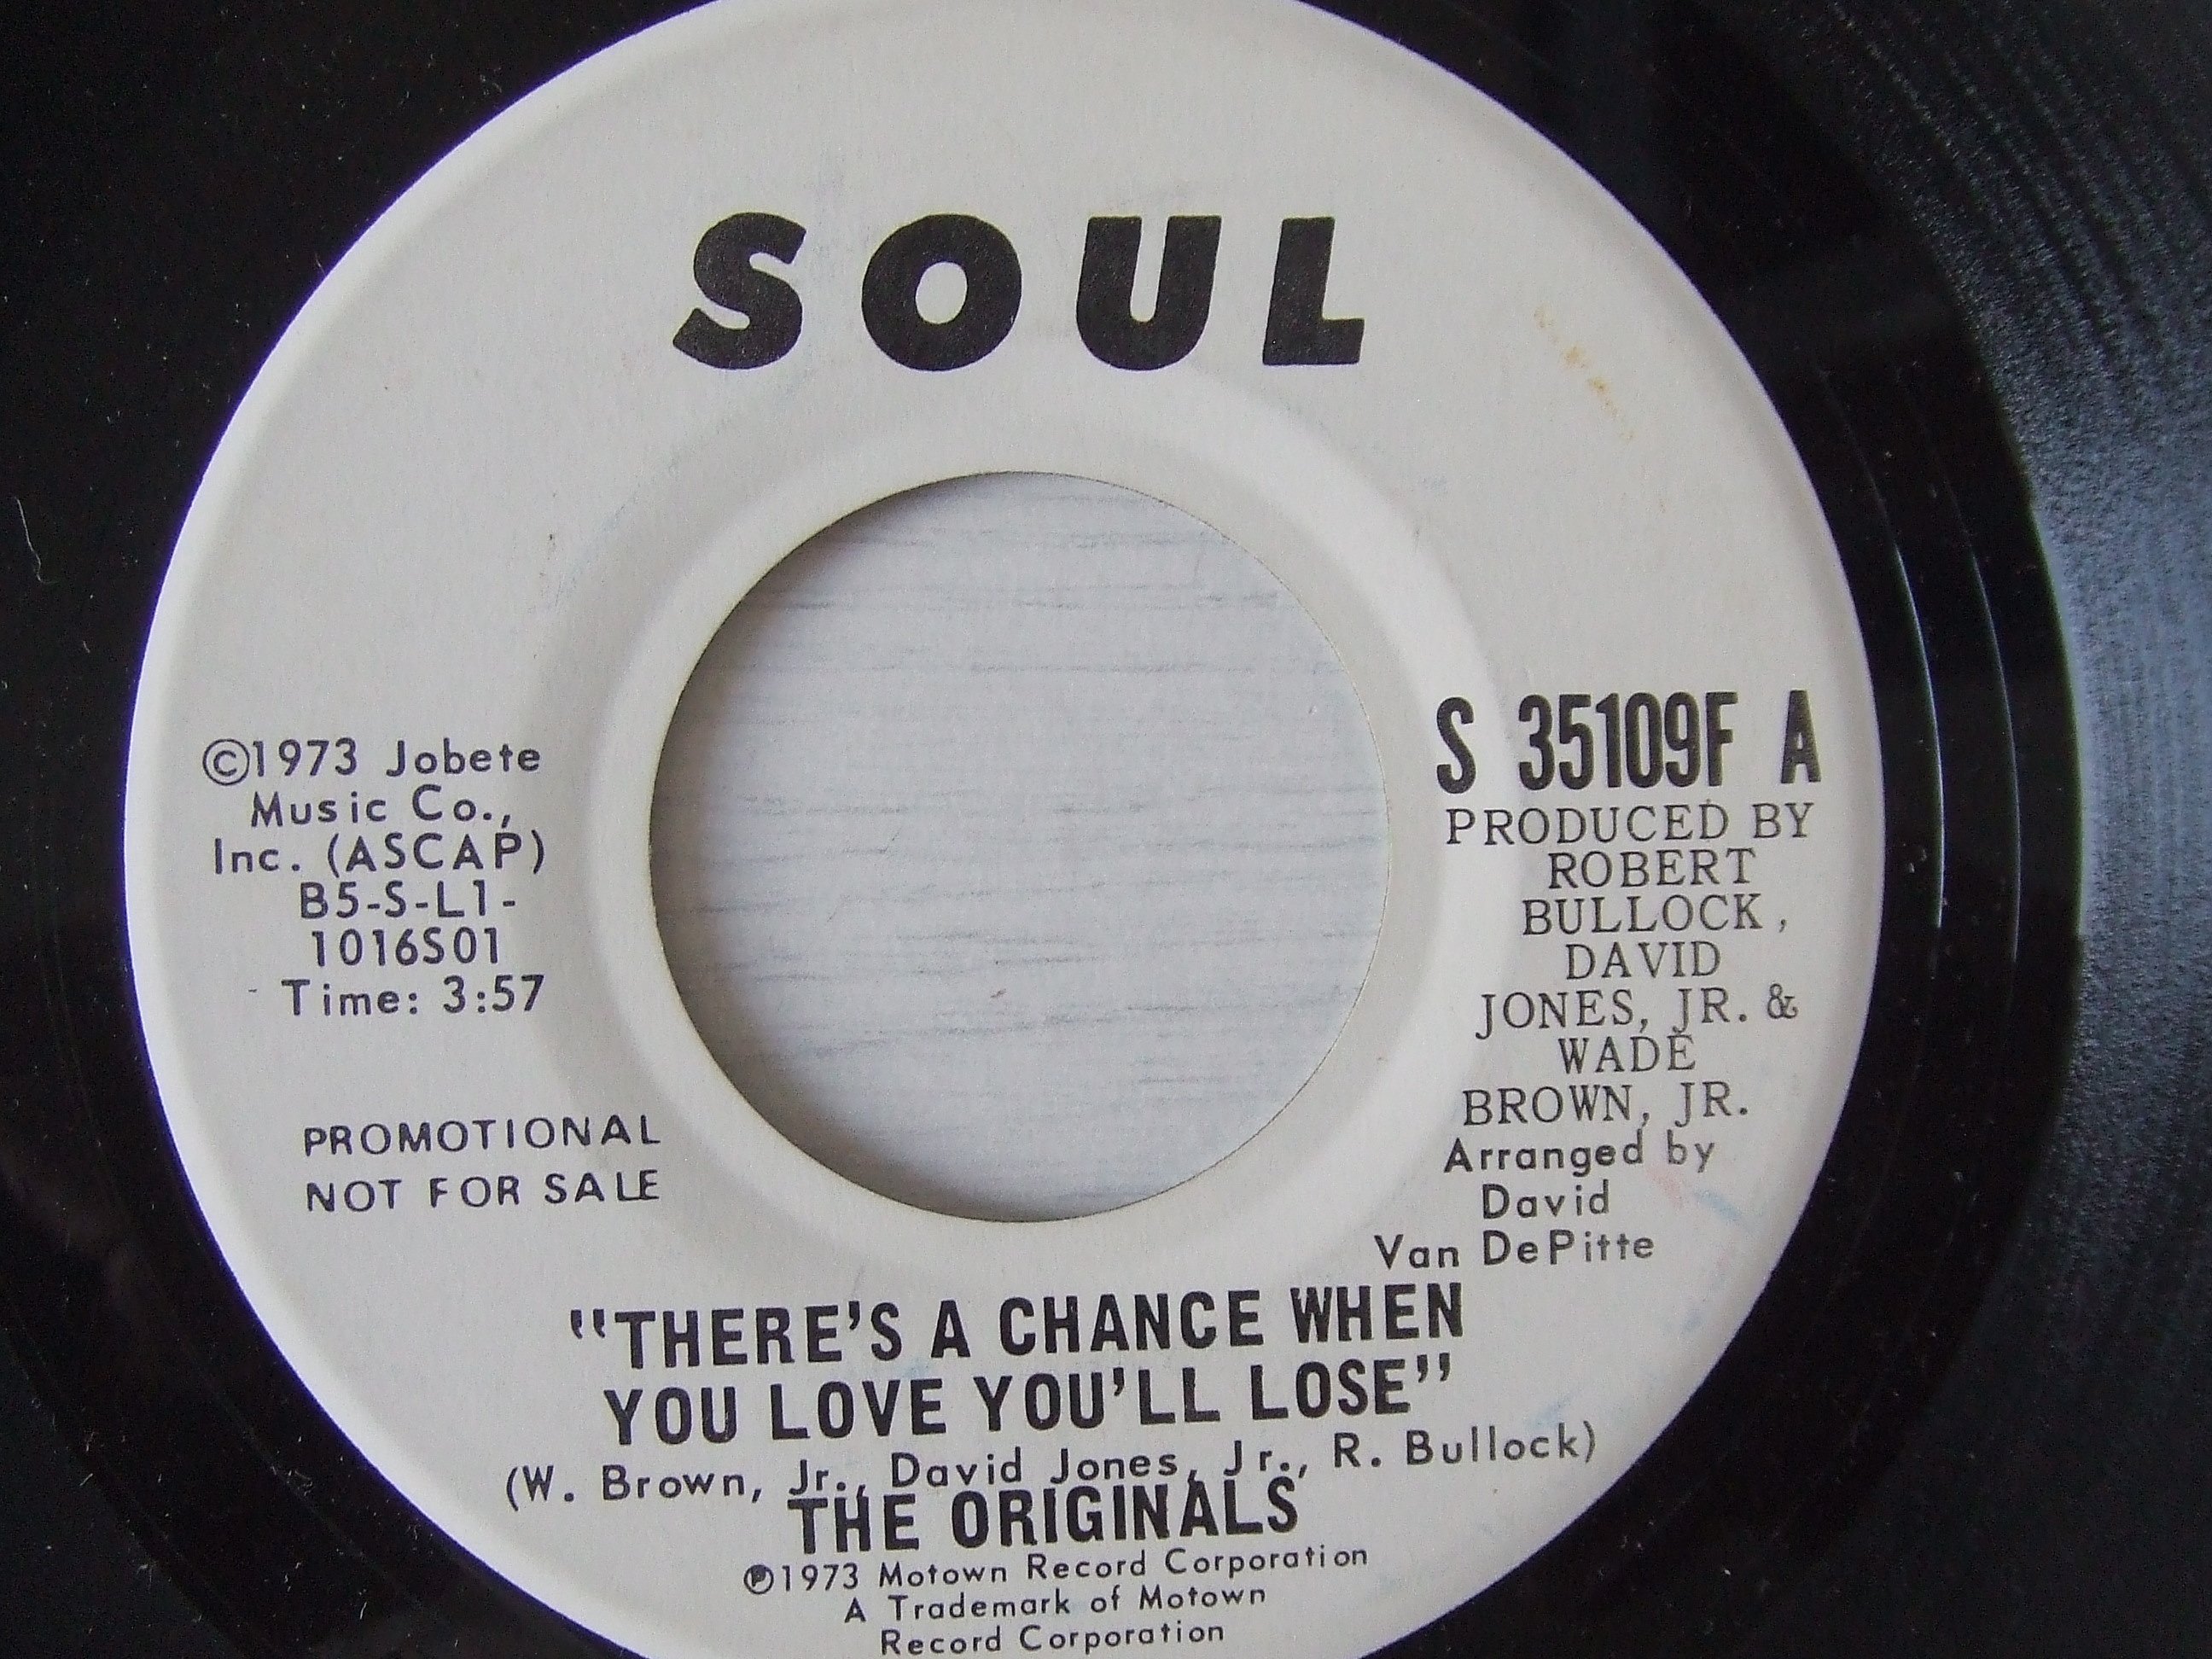 SOUL
©1973 Jobete
Music Co.,
Inc. (ASCAP)
B5-S-L1-
1016S01
Time: 3:57
PROMOTIONAL
NOT FOR SALE
S 35109F A
PRODUCED BY
ROBERT
BULLOCK,
DAVID
JONES, JR. &
WADE
BROWN, JR.
Arranged by
David
Van DePitte
"THERE'S A CHANCE WHEN
YOU LOVE YOU'LL LOSE"
(W. Brown, Jr., David Jones, Jr., R. Bullock)
THE ORIGINALS
℗1973 Motown Record Corporation
A Trademark of Motown
Record Corporation